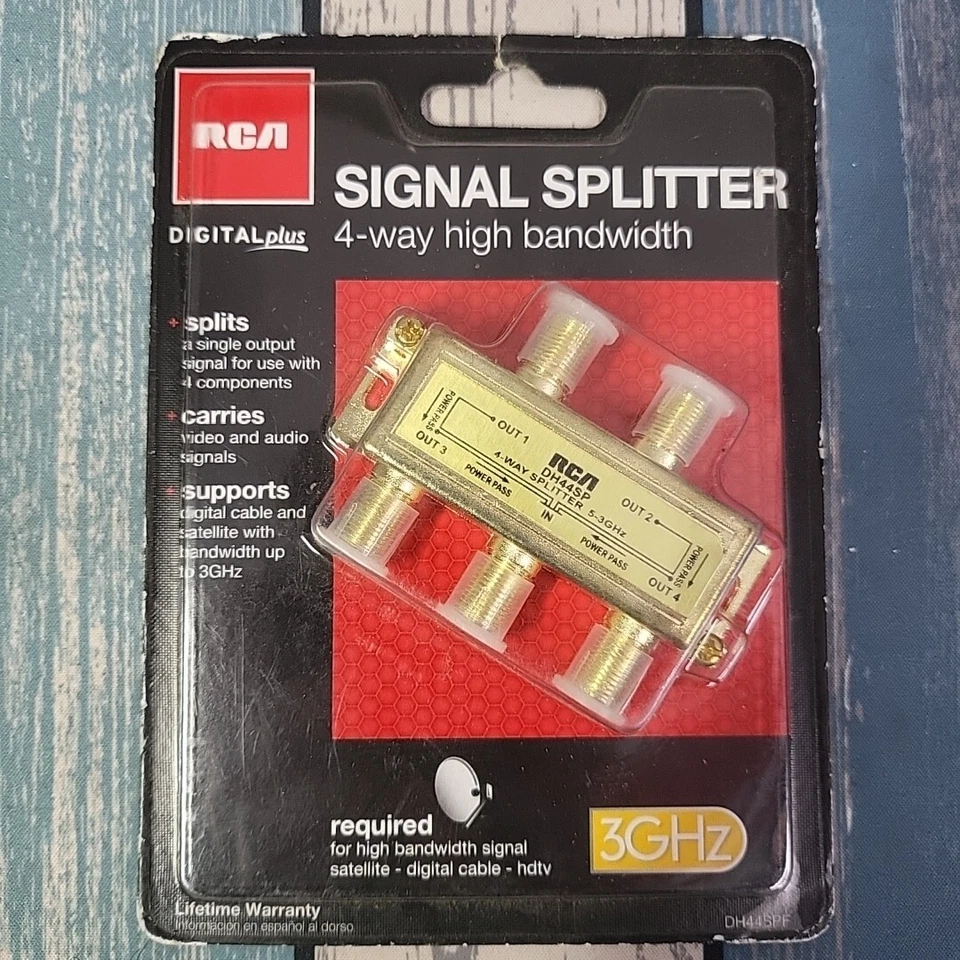 RCA
DIGITALplus
SIGNAL SPLITTER
4-way high bandwidth
+ splits
a single output
signal for use with
4 components
+ carries
video and audio
signals
+ supports
digital cable and
satellite with
bandwidth up
to 3GHz
POWER PASS
OUT 1
OUT 3
RCA
DH44SP
4-WAY SPLITTER 5-3GHz
POWER PASS
IN
OUT 2
POWER PASS
POWER PASS
OUT 4
required
for high bandwidth signal
satellite - digital cable - hdtv
3GHz
Lifetime Warranty
Información en español al dorso
DH44SPF